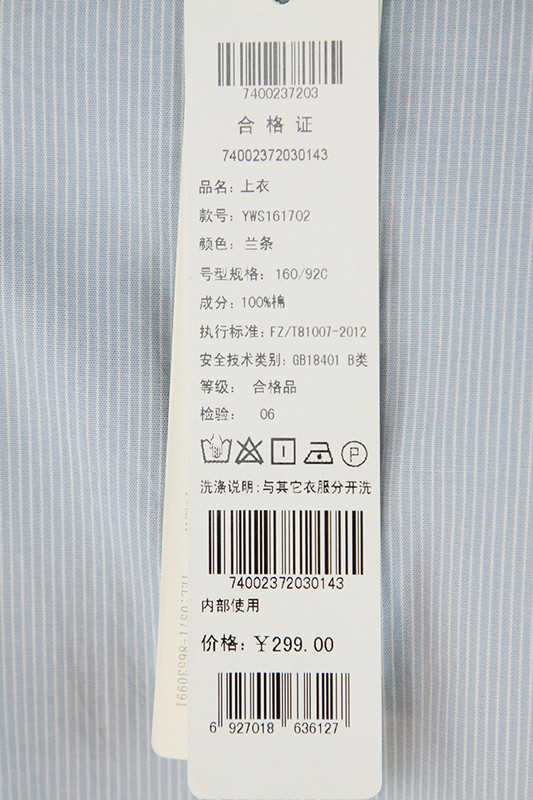 7400237203
合格证
74002372030143
品名：上衣
款号：YWS161702
颜色：兰条
号型规格：160/92C
成分：100%棉
执行标准：FZ/T81007-2012
安全技术类别：GB18401 B类
等级： 合格品
检验： 06
P
洗涤说明:与其它衣服分开洗
74002372030143
内部使用
价格：￥299.00
6 927018 636127
TEL:0571-86530991